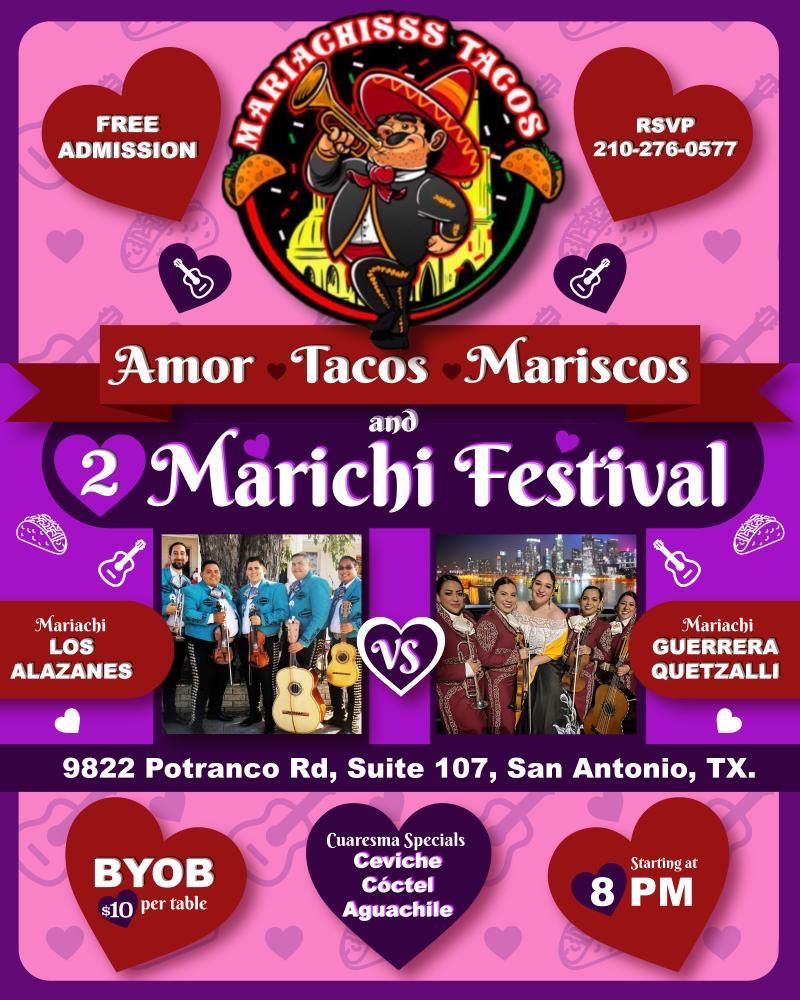 MARIACHISSS TACOS
FREE
ADMISSION
RSVP
210-276-0577
Amor Tacos Mariscos
and
2 Marichi Festival
Mariachi
LOS
ALAZANES
VS
Mariachi
GUERRERA
QUETZALLI
9822 Potranco Rd, Suite 107, San Antonio, TX.
BYOB
$10 per table
Cuaresma Specials
Ceviche
Cóctel
Aguachile
Starting at
8 PM